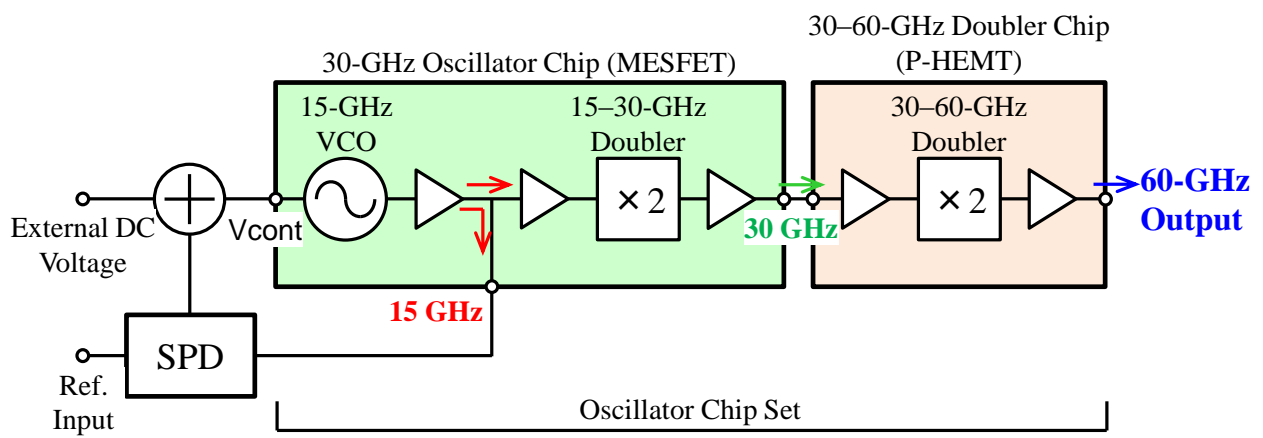 30–60-GHz Doubler Chip
(P-HEMT)
30-GHz Oscillator Chip (MESFET)
15-GHz
VCO
15–30-GHz
Doubler
30–60-GHz
Doubler
× 2
× 2
60-GHz
Output
External DC
Voltage
Vcont
30 GHz
15 GHz
SPD
Ref.
Input
Oscillator Chip Set